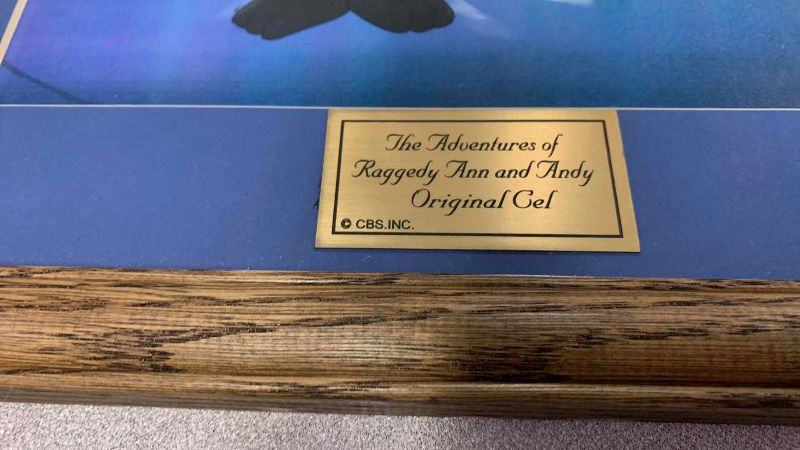 The Adventures of
Raggedy Ann and Andy
Original Cel
© CBS.INC.